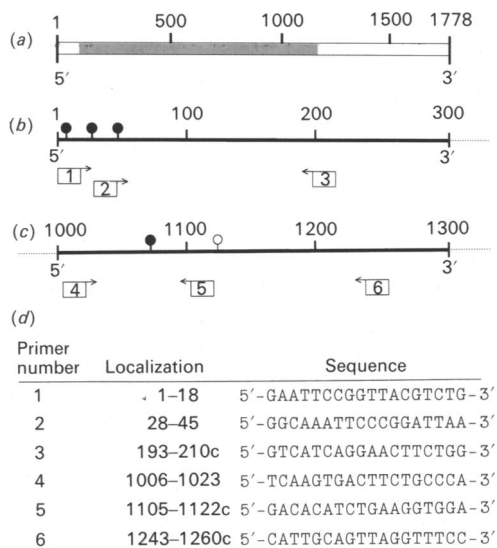 (a)
1 500 1000 1500 1778
5′ 3′
(b)
1 100 200 300
5′ 3′
1 2 3
(c)
1000 1100 1200 1300
5′ 3′
4 5 6
(d)
Primer
number Localization Sequence
1 1–18 5′-GAATTCCGGTTACGTCTG-3′
2 28–45 5′-GGCAAATTCCCGGATTAA-3′
3 193–210c 5′-GTCATCAGGAACTTCTGG-3′
4 1006–1023 5′-TCAAGTGACTTCTGCCCA-3′
5 1105–1122c 5′-GACACATCTGAAGGTGGA-3′
6 1243–1260c 5′-CATTGCAGTTAGGTTTCC-3′